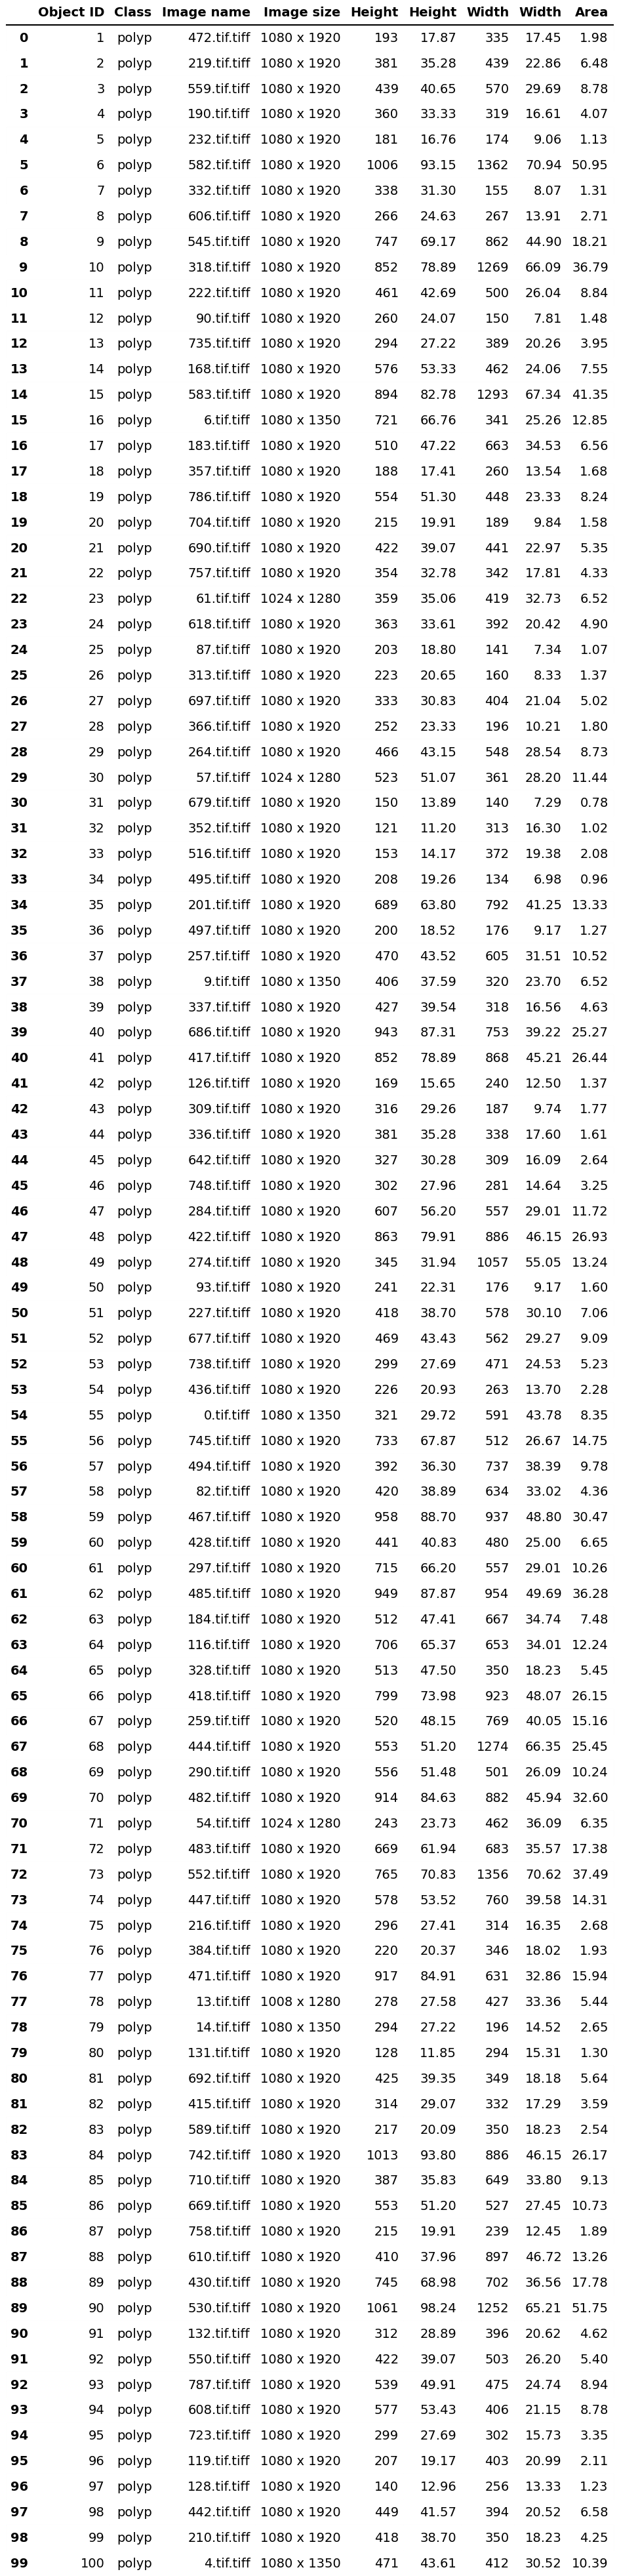 Object ID Class Image name Image size Height Height Width Width Area
0 1 polyp 472.tif.tiff 1080 x 1920 193 17.87 335 17.45 1.98
1 2 polyp 219.tif.tiff 1080 x 1920 381 35.28 439 22.86 6.48
2 3 polyp 559.tif.tiff 1080 x 1920 439 40.65 570 29.69 8.78
3 4 polyp 190.tif.tiff 1080 x 1920 360 33.33 319 16.61 4.07
4 5 polyp 232.tif.tiff 1080 x 1920 181 16.76 174 9.06 1.13
5 6 polyp 582.tif.tiff 1080 x 1920 1006 93.15 1362 70.94 50.95
6 7 polyp 332.tif.tiff 1080 x 1920 338 31.30 155 8.07 1.31
7 8 polyp 606.tif.tiff 1080 x 1920 266 24.63 267 13.91 2.71
8 9 polyp 545.tif.tiff 1080 x 1920 747 69.17 862 44.90 18.21
9 10 polyp 318.tif.tiff 1080 x 1920 852 78.89 1269 66.09 36.79
10 11 polyp 222.tif.tiff 1080 x 1920 461 42.69 500 26.04 8.84
11 12 polyp 90.tif.tiff 1080 x 1920 260 24.07 150 7.81 1.48
12 13 polyp 735.tif.tiff 1080 x 1920 294 27.22 389 20.26 3.95
13 14 polyp 168.tif.tiff 1080 x 1920 576 53.33 462 24.06 7.55
14 15 polyp 583.tif.tiff 1080 x 1920 894 82.78 1293 67.34 41.35
15 16 polyp 6.tif.tiff 1080 x 1350 721 66.76 341 25.26 12.85
16 17 polyp 183.tif.tiff 1080 x 1920 510 47.22 663 34.53 6.56
17 18 polyp 357.tif.tiff 1080 x 1920 188 17.41 260 13.54 1.68
18 19 polyp 786.tif.tiff 1080 x 1920 554 51.30 448 23.33 8.24
19 20 polyp 704.tif.tiff 1080 x 1920 215 19.91 189 9.84 1.58
20 21 polyp 690.tif.tiff 1080 x 1920 422 39.07 441 22.97 5.35
21 22 polyp 757.tif.tiff 1080 x 1920 354 32.78 342 17.81 4.33
22 23 polyp 61.tif.tiff 1024 x 1280 359 35.06 419 32.73 6.52
23 24 polyp 618.tif.tiff 1080 x 1920 363 33.61 392 20.42 4.90
24 25 polyp 87.tif.tiff 1080 x 1920 203 18.80 141 7.34 1.07
25 26 polyp 313.tif.tiff 1080 x 1920 223 20.65 160 8.33 1.37
26 27 polyp 697.tif.tiff 1080 x 1920 333 30.83 404 21.04 5.02
27 28 polyp 366.tif.tiff 1080 x 1920 252 23.33 196 10.21 1.80
28 29 polyp 264.tif.tiff 1080 x 1920 466 43.15 548 28.54 8.73
29 30 polyp 57.tif.tiff 1024 x 1280 523 51.07 361 28.20 11.44
30 31 polyp 679.tif.tiff 1080 x 1920 150 13.89 140 7.29 0.78
31 32 polyp 352.tif.tiff 1080 x 1920 121 11.20 313 16.30 1.02
32 33 polyp 516.tif.tiff 1080 x 1920 153 14.17 372 19.38 2.08
33 34 polyp 495.tif.tiff 1080 x 1920 208 19.26 134 6.98 0.96
34 35 polyp 201.tif.tiff 1080 x 1920 689 63.80 792 41.25 13.33
35 36 polyp 497.tif.tiff 1080 x 1920 200 18.52 176 9.17 1.27
36 37 polyp 257.tif.tiff 1080 x 1920 470 43.52 605 31.51 10.52
37 38 polyp 9.tif.tiff 1080 x 1350 406 37.59 320 23.70 6.52
38 39 polyp 337.tif.tiff 1080 x 1920 427 39.54 318 16.56 4.63
39 40 polyp 686.tif.tiff 1080 x 1920 943 87.31 753 39.22 25.27
40 41 polyp 417.tif.tiff 1080 x 1920 852 78.89 868 45.21 26.44
41 42 polyp 126.tif.tiff 1080 x 1920 169 15.65 240 12.50 1.37
42 43 polyp 309.tif.tiff 1080 x 1920 316 29.26 187 9.74 1.77
43 44 polyp 336.tif.tiff 1080 x 1920 381 35.28 338 17.60 1.61
44 45 polyp 642.tif.tiff 1080 x 1920 327 30.28 309 16.09 2.64
45 46 polyp 748.tif.tiff 1080 x 1920 302 27.96 281 14.64 3.25
46 47 polyp 284.tif.tiff 1080 x 1920 607 56.20 557 29.01 11.72
47 48 polyp 422.tif.tiff 1080 x 1920 863 79.91 886 46.15 26.93
48 49 polyp 274.tif.tiff 1080 x 1920 345 31.94 1057 55.05 13.24
49 50 polyp 93.tif.tiff 1080 x 1920 241 22.31 176 9.17 1.60
50 51 polyp 227.tif.tiff 1080 x 1920 418 38.70 578 30.10 7.06
51 52 polyp 677.tif.tiff 1080 x 1920 469 43.43 562 29.27 9.09
52 53 polyp 738.tif.tiff 1080 x 1920 299 27.69 471 24.53 5.23
53 54 polyp 436.tif.tiff 1080 x 1920 226 20.93 263 13.70 2.28
54 55 polyp 0.tif.tiff 1080 x 1350 321 29.72 591 43.78 8.35
55 56 polyp 745.tif.tiff 1080 x 1920 733 67.87 512 26.67 14.75
56 57 polyp 494.tif.tiff 1080 x 1920 392 36.30 737 38.39 9.78
57 58 polyp 82.tif.tiff 1080 x 1920 420 38.89 634 33.02 4.36
58 59 polyp 467.tif.tiff 1080 x 1920 958 88.70 937 48.80 30.47
59 60 polyp 428.tif.tiff 1080 x 1920 441 40.83 480 25.00 6.65
60 61 polyp 297.tif.tiff 1080 x 1920 715 66.20 557 29.01 10.26
61 62 polyp 485.tif.tiff 1080 x 1920 949 87.87 954 49.69 36.28
62 63 polyp 184.tif.tiff 1080 x 1920 512 47.41 667 34.74 7.48
63 64 polyp 116.tif.tiff 1080 x 1920 706 65.37 653 34.01 12.24
64 65 polyp 328.tif.tiff 1080 x 1920 513 47.50 350 18.23 5.45
65 66 polyp 418.tif.tiff 1080 x 1920 799 73.98 923 48.07 26.15
66 67 polyp 259.tif.tiff 1080 x 1920 520 48.15 769 40.05 15.16
67 68 polyp 444.tif.tiff 1080 x 1920 553 51.20 1274 66.35 25.45
68 69 polyp 290.tif.tiff 1080 x 1920 556 51.48 501 26.09 10.24
69 70 polyp 482.tif.tiff 1080 x 1920 914 84.63 882 45.94 32.60
70 71 polyp 54.tif.tiff 1024 x 1280 243 23.73 462 36.09 6.35
71 72 polyp 483.tif.tiff 1080 x 1920 669 61.94 683 35.57 17.38
72 73 polyp 552.tif.tiff 1080 x 1920 765 70.83 1356 70.62 37.49
73 74 polyp 447.tif.tiff 1080 x 1920 578 53.52 760 39.58 14.31
74 75 polyp 216.tif.tiff 1080 x 1920 296 27.41 314 16.35 2.68
75 76 polyp 384.tif.tiff 1080 x 1920 220 20.37 346 18.02 1.93
76 77 polyp 471.tif.tiff 1080 x 1920 917 84.91 631 32.86 15.94
77 78 polyp 13.tif.tiff 1008 x 1280 278 27.58 427 33.36 5.44
78 79 polyp 14.tif.tiff 1080 x 1350 294 27.22 196 14.52 2.65
79 80 polyp 131.tif.tiff 1080 x 1920 128 11.85 294 15.31 1.30
80 81 polyp 692.tif.tiff 1080 x 1920 425 39.35 349 18.18 5.64
81 82 polyp 415.tif.tiff 1080 x 1920 314 29.07 332 17.29 3.59
82 83 polyp 589.tif.tiff 1080 x 1920 217 20.09 350 18.23 2.54
83 84 polyp 742.tif.tiff 1080 x 1920 1013 93.80 886 46.15 26.17
84 85 polyp 710.tif.tiff 1080 x 1920 387 35.83 649 33.80 9.13
85 86 polyp 669.tif.tiff 1080 x 1920 553 51.20 527 27.45 10.73
86 87 polyp 758.tif.tiff 1080 x 1920 215 19.91 239 12.45 1.89
87 88 polyp 610.tif.tiff 1080 x 1920 410 37.96 897 46.72 13.26
88 89 polyp 430.tif.tiff 1080 x 1920 745 68.98 702 36.56 17.78
89 90 polyp 530.tif.tiff 1080 x 1920 1061 98.24 1252 65.21 51.75
90 91 polyp 132.tif.tiff 1080 x 1920 312 28.89 396 20.62 4.62
91 92 polyp 550.tif.tiff 1080 x 1920 422 39.07 503 26.20 5.40
92 93 polyp 787.tif.tiff 1080 x 1920 539 49.91 475 24.74 8.94
93 94 polyp 608.tif.tiff 1080 x 1920 577 53.43 406 21.15 8.78
94 95 polyp 723.tif.tiff 1080 x 1920 299 27.69 302 15.73 3.35
95 96 polyp 119.tif.tiff 1080 x 1920 207 19.17 403 20.99 2.11
96 97 polyp 128.tif.tiff 1080 x 1920 140 12.96 256 13.33 1.23
97 98 polyp 442.tif.tiff 1080 x 1920 449 41.57 394 20.52 6.58
98 99 polyp 210.tif.tiff 1080 x 1920 418 38.70 350 18.23 4.25
99 100 polyp 4.tif.tiff 1080 x 1350 471 43.61 412 30.52 10.39